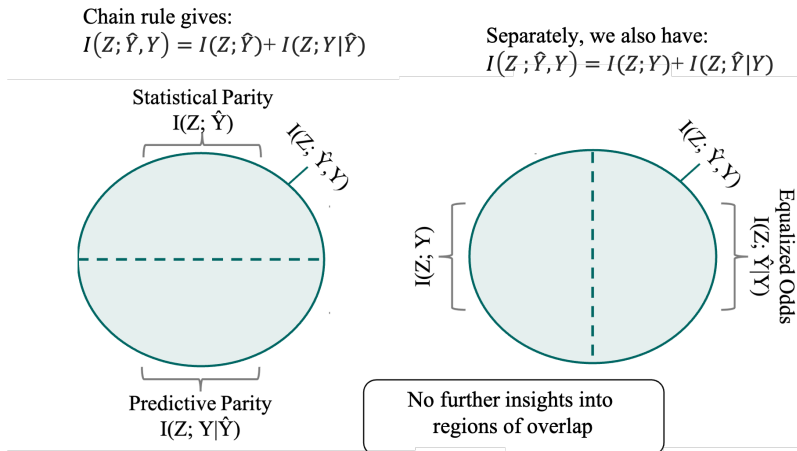 Chain rule gives:
I(Z; Ŷ, Y) = I(Z; Ŷ)+ I(Z; Y|Ŷ)
Statistical Parity
I(Z; Ŷ)
I(Z; Ŷ,Y)
Predictive Parity
I(Z; Y|Ŷ)
Separately, we also have:
I(Z ; Ŷ, Y) = I(Z; Y)+ I(Z; Ŷ|Y)
I(Z; Ŷ,Y)
I(Z; Y)
Equalized Odds
I(Z; Ŷ|Y)
No further insights into
regions of overlap